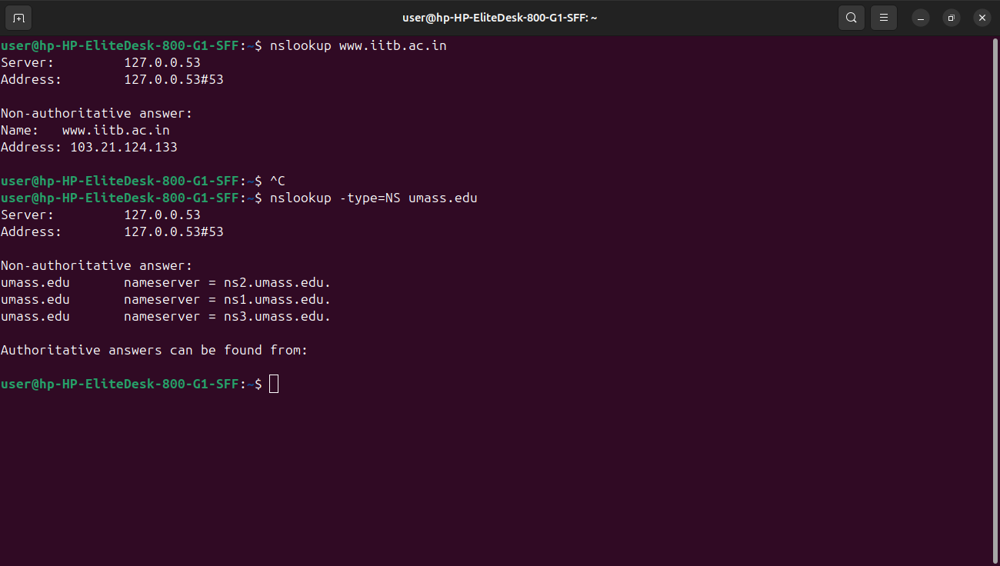 user@hp-HP-EliteDesk-800-G1-SFF: ~
user@hp-HP-EliteDesk-800-G1-SFF:~$ nslookup www.iitb.ac.in
Server:		127.0.0.53
Address:	127.0.0.53#53

Non-authoritative answer:
Name:	www.iitb.ac.in
Address: 103.21.124.133

user@hp-HP-EliteDesk-800-G1-SFF:~$ ^C
user@hp-HP-EliteDesk-800-G1-SFF:~$ nslookup -type=NS umass.edu
Server:		127.0.0.53
Address:	127.0.0.53#53

Non-authoritative answer:
umass.edu	nameserver = ns2.umass.edu.
umass.edu	nameserver = ns1.umass.edu.
umass.edu	nameserver = ns3.umass.edu.

Authoritative answers can be found from:

user@hp-HP-EliteDesk-800-G1-SFF:~$